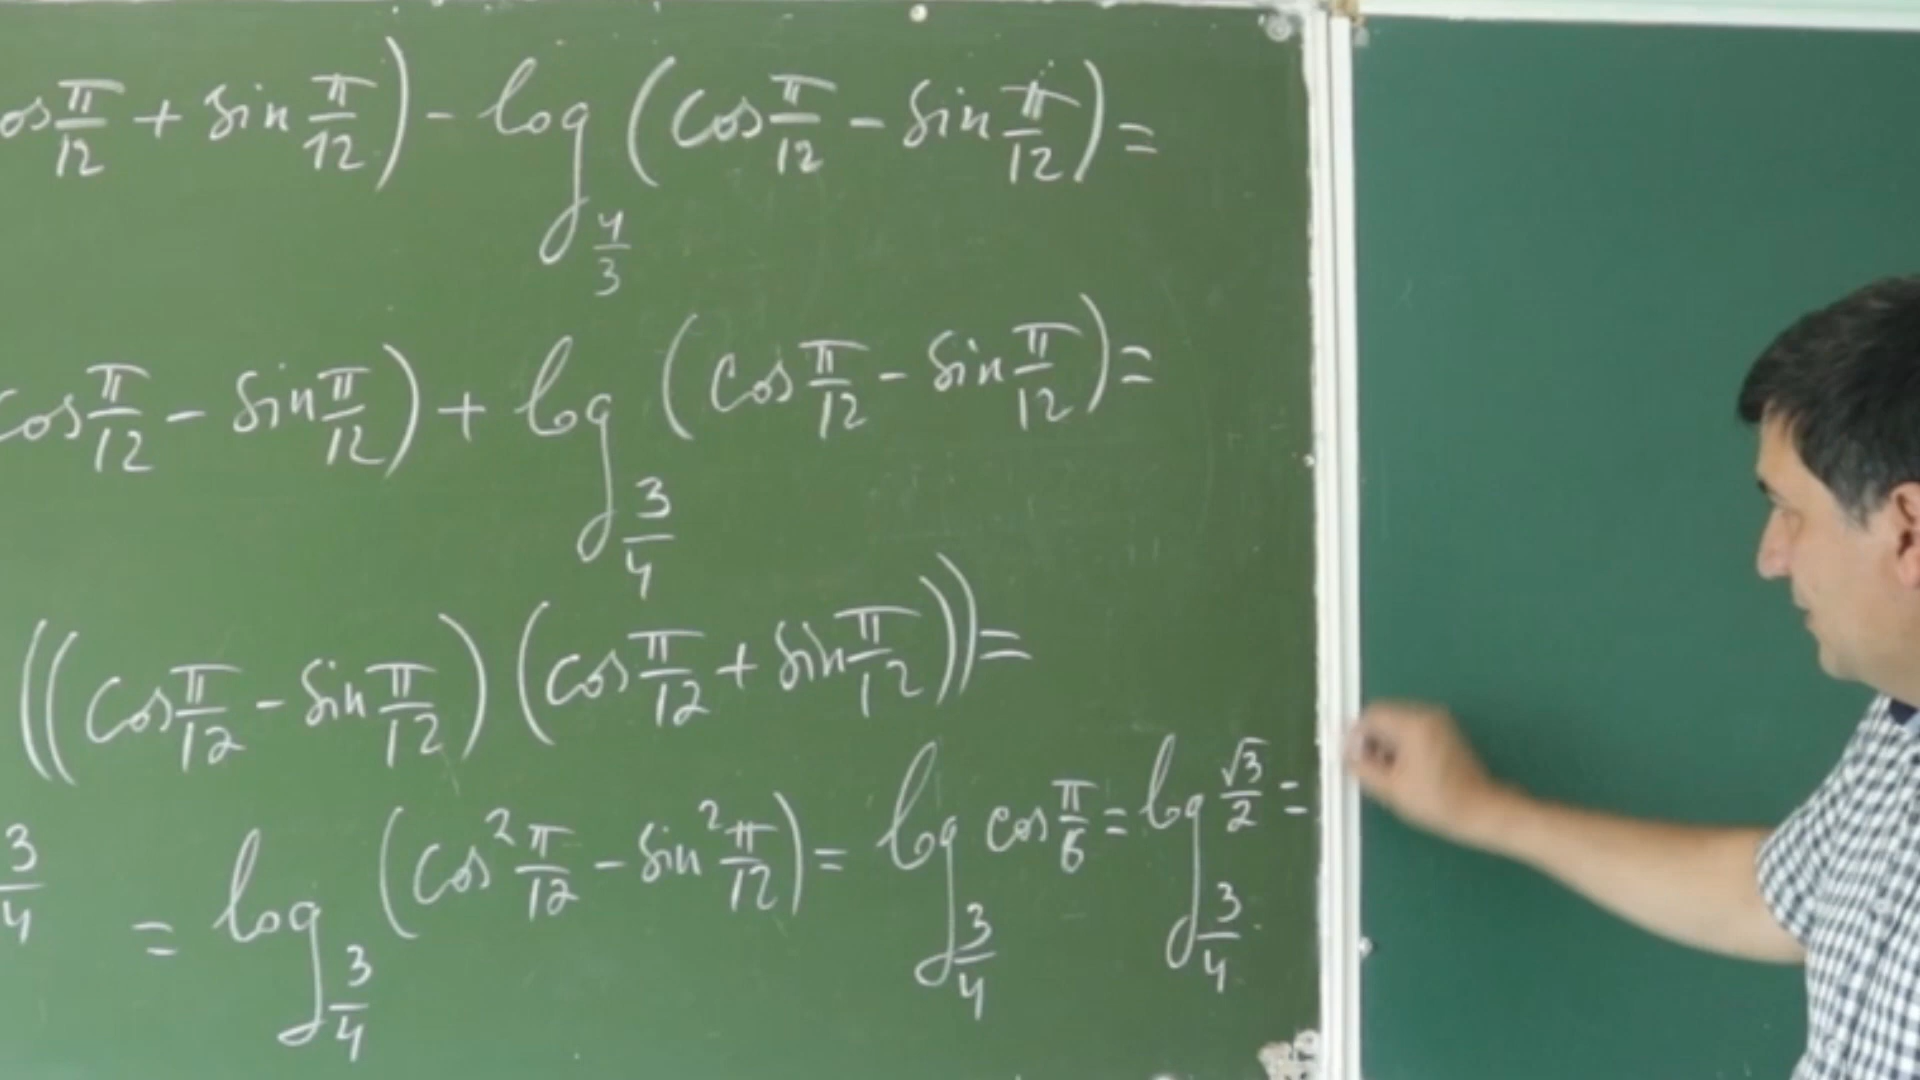 os π/12 + sin π/12) - log_{4/3} (cos π/12 - sin π/12) =
cos π/12 - sin π/12) + log_{3/4} (cos π/12 - sin π/12) =
((cos π/12 - sin π/12)(cos π/12 + sin π/12)) =
3/4 = log_{3/4} (cos² π/12 - sin² π/12) = log_{3/4} cos π/6 = log_{3/4} √3/2 =